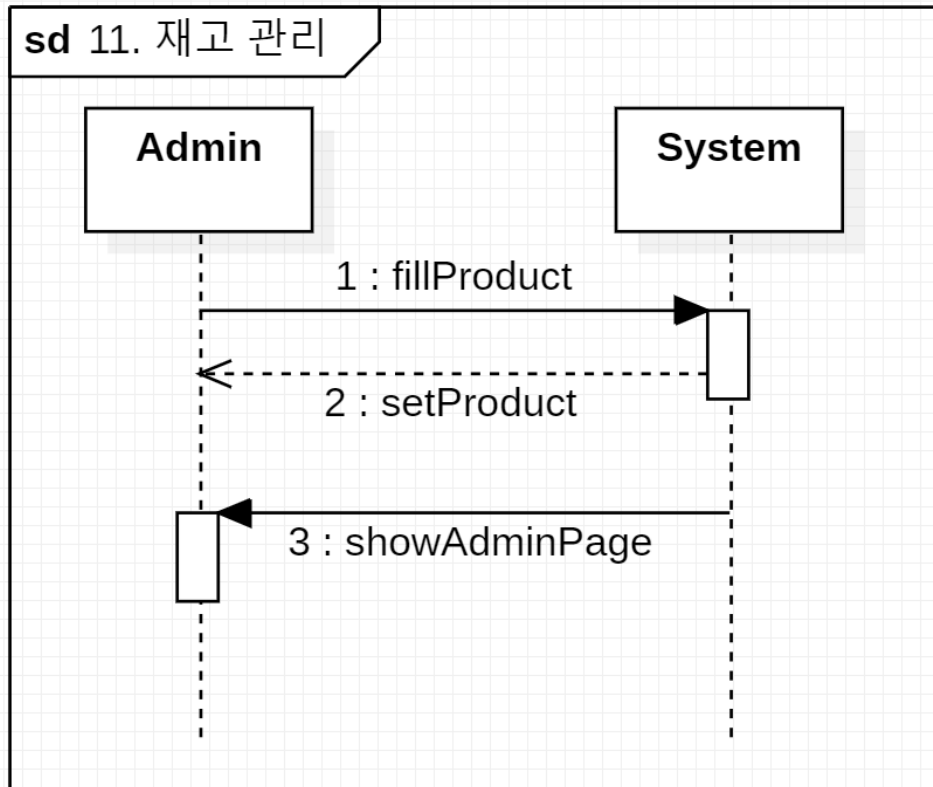 sd 11. 재고 관리
Admin
System
1 : fillProduct
2 : setProduct
3 : showAdminPage